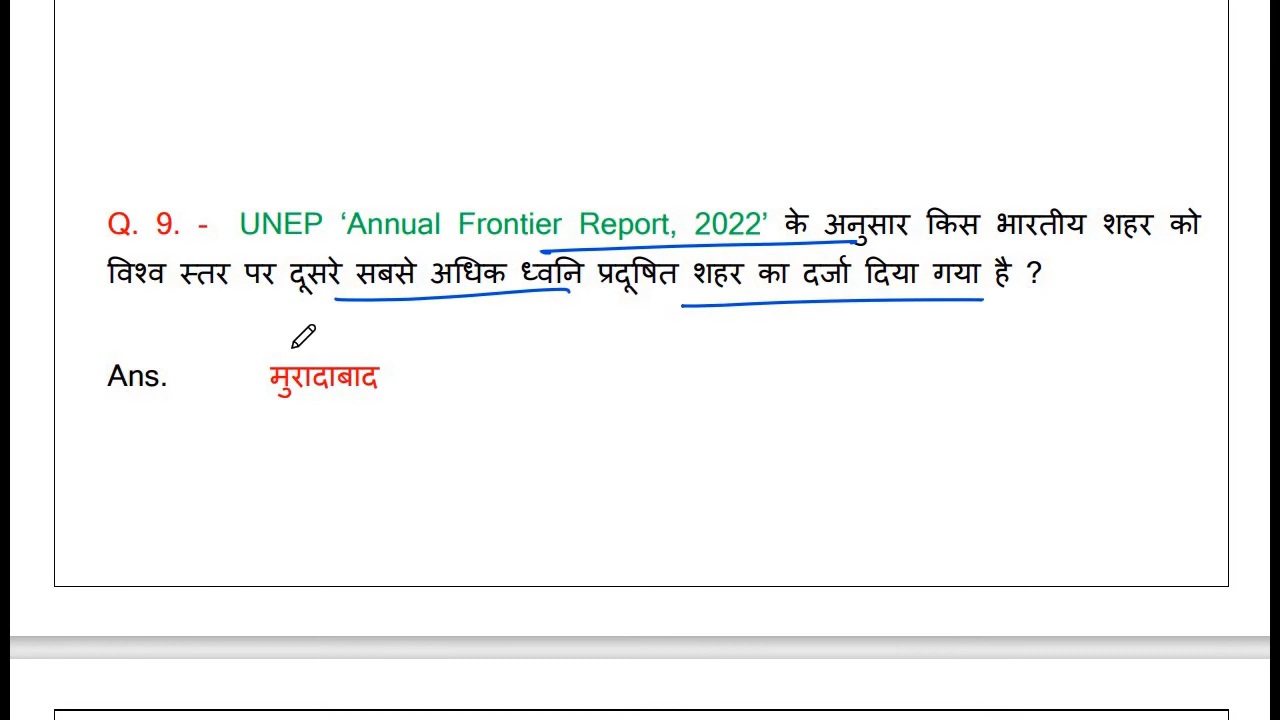 Q. 9. - UNEP ‘Annual Frontier Report, 2022’ के अनुसार किस भारतीय शहर को
विश्व स्तर पर दूसरे सबसे अधिक ध्वनि प्रदूषित शहर का दर्जा दिया गया है ?
Ans. मुरादाबाद